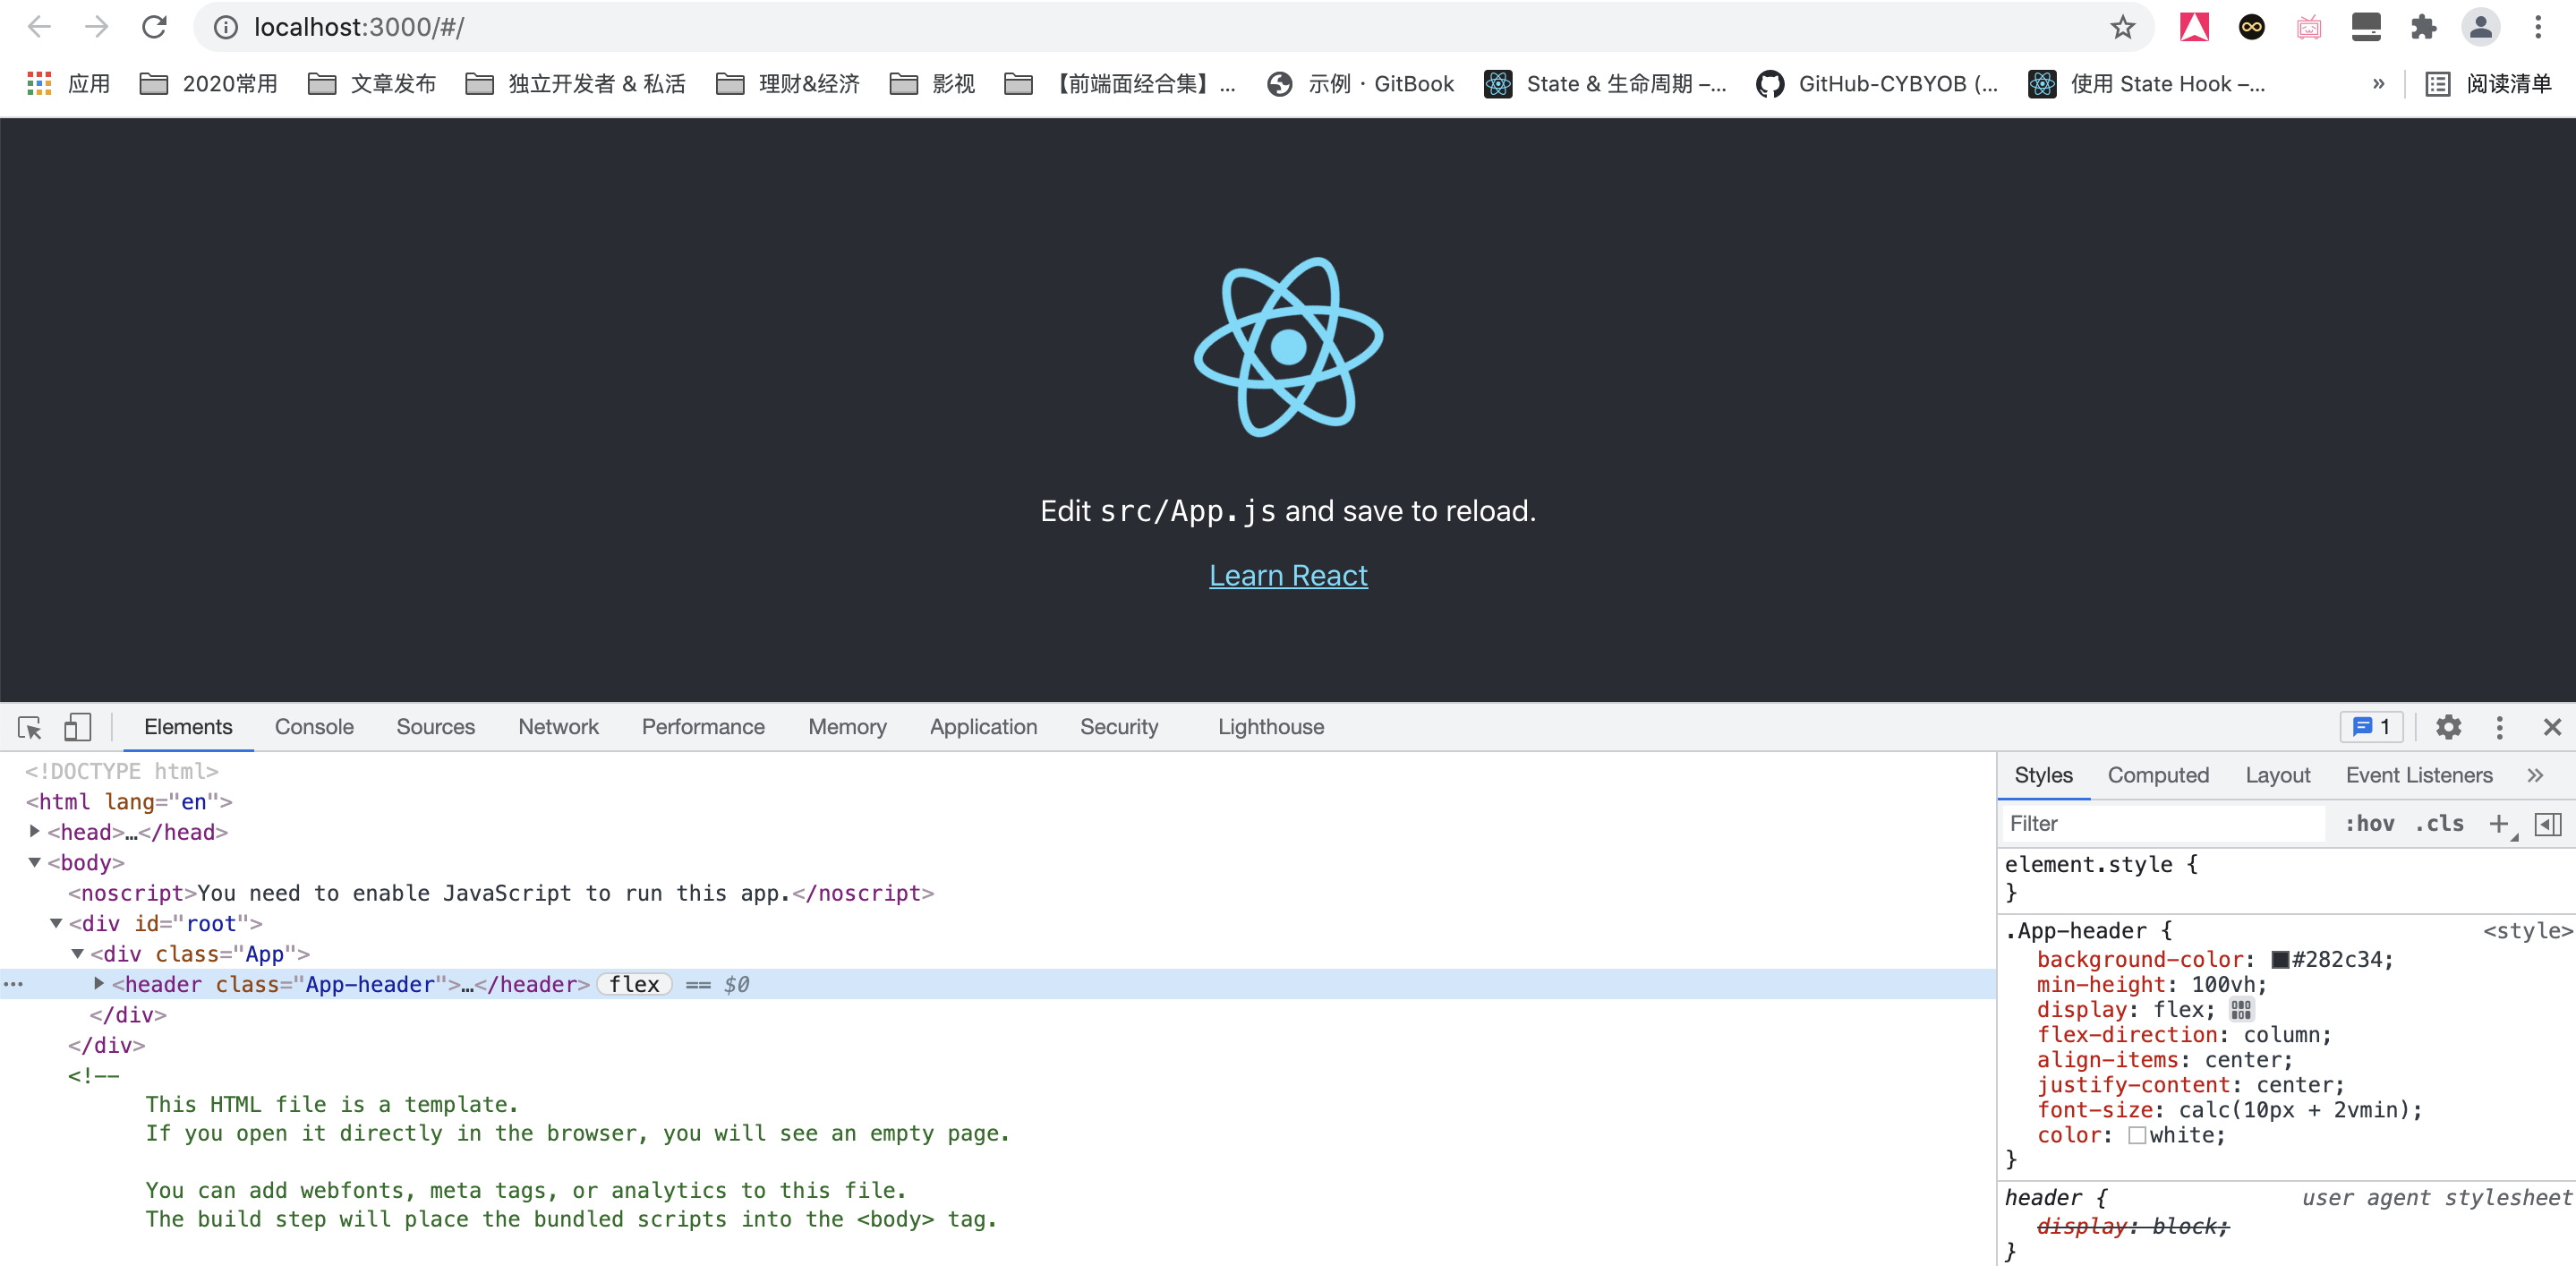 localhost:3000/#/
应用 2020常用 文章发布 独立开发者 & 私活 理财&经济 影视 【前端面经合集】... 示例 · GitBook State & 生命周期 –... GitHub-CYBYOB (... 使用 State Hook –... » 阅读清单
Edit src/App.js and save to reload.
Learn React
Elements Console Sources Network Performance Memory Application Security Lighthouse 1
<!DOCTYPE html>
<html lang="en">
<head>…</head>
<body>
<noscript>You need to enable JavaScript to run this app.</noscript>
<div id="root">
<div class="App">
<header class="App-header">…</header> flex == $0
</div>
</div>
<!--
This HTML file is a template.
If you open it directly in the browser, you will see an empty page.
You can add webfonts, meta tags, or analytics to this file.
The build step will place the bundled scripts into the <body> tag.
Styles Computed Layout Event Listeners »
Filter :hov .cls +
element.style {
}
.App-header { <style>
background-color: #282c34;
min-height: 100vh;
display: flex;
flex-direction: column;
align-items: center;
justify-content: center;
font-size: calc(10px + 2vmin);
color: white;
}
header { user agent stylesheet
display: block;
}